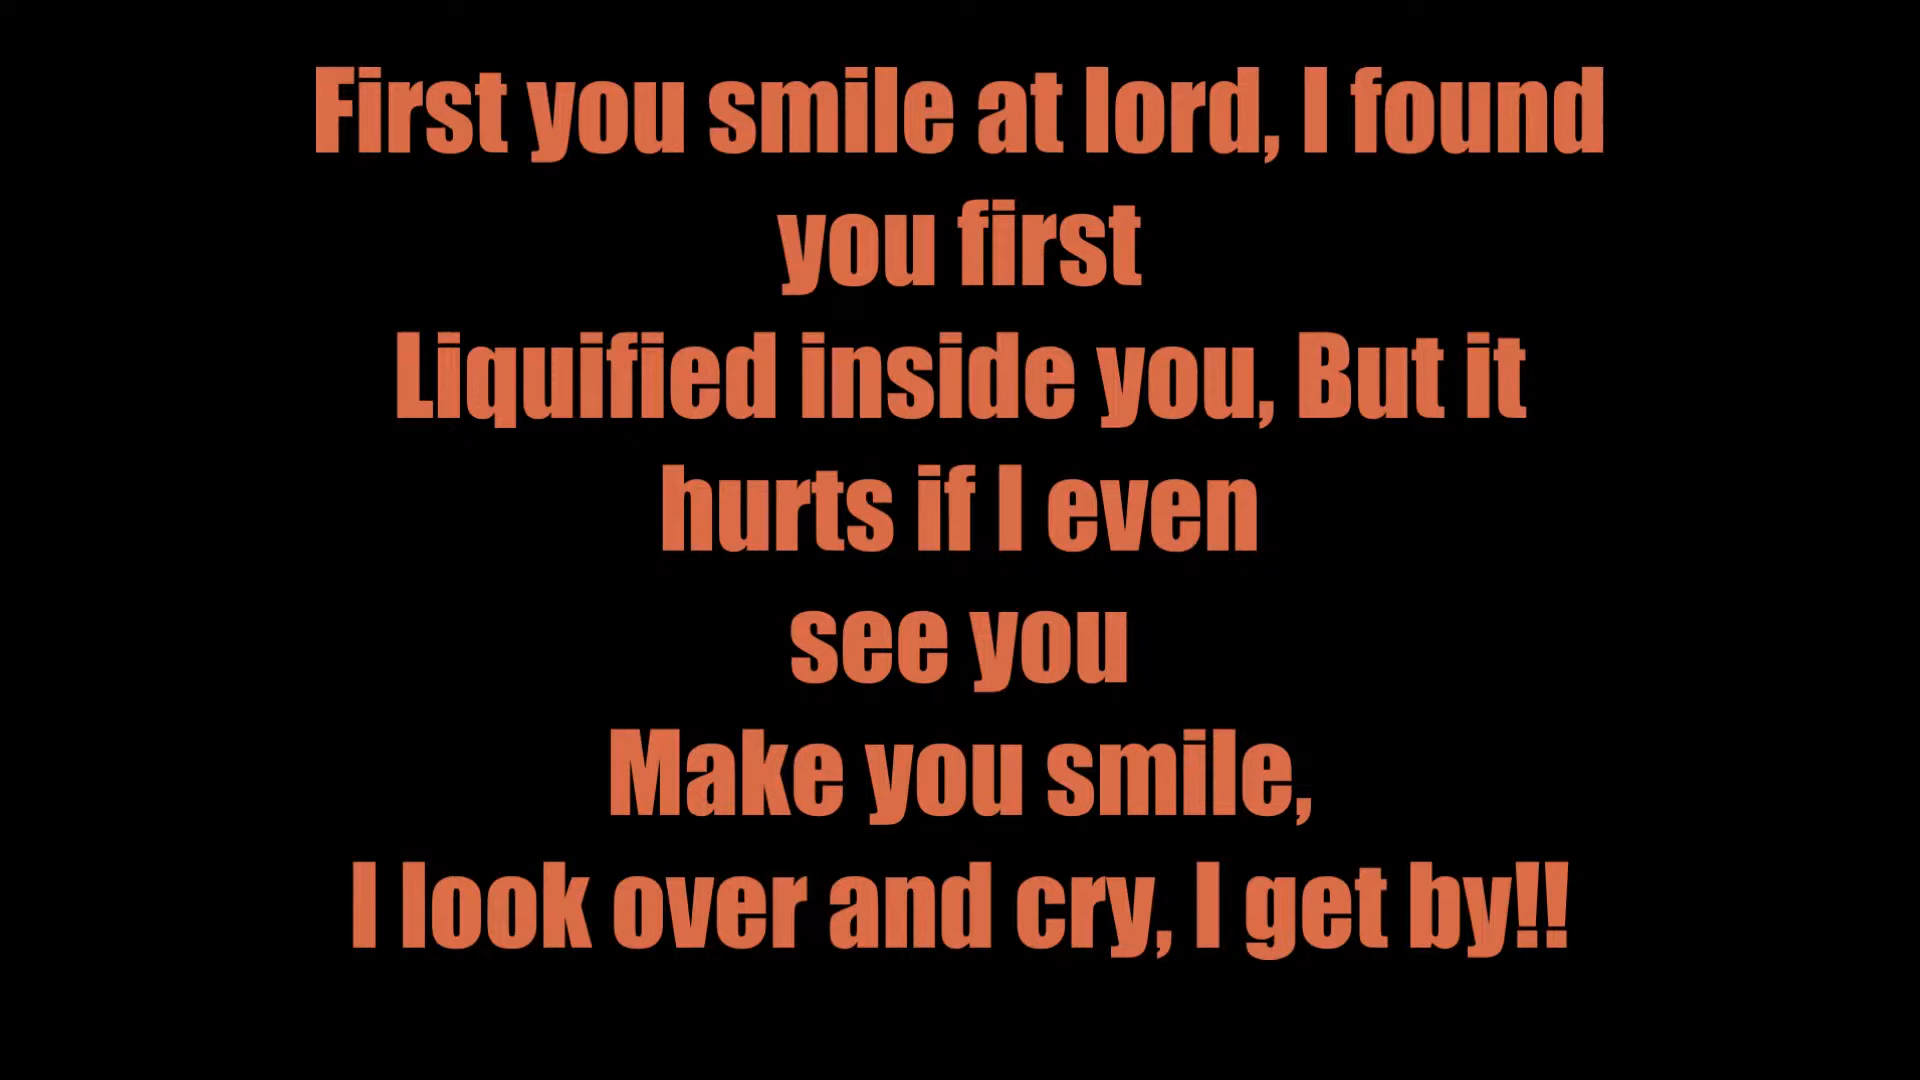 First you smile at lord, I found
you first
Liquified inside you, But it
hurts if I even
see you
Make you smile,
I look over and cry, I get by!!